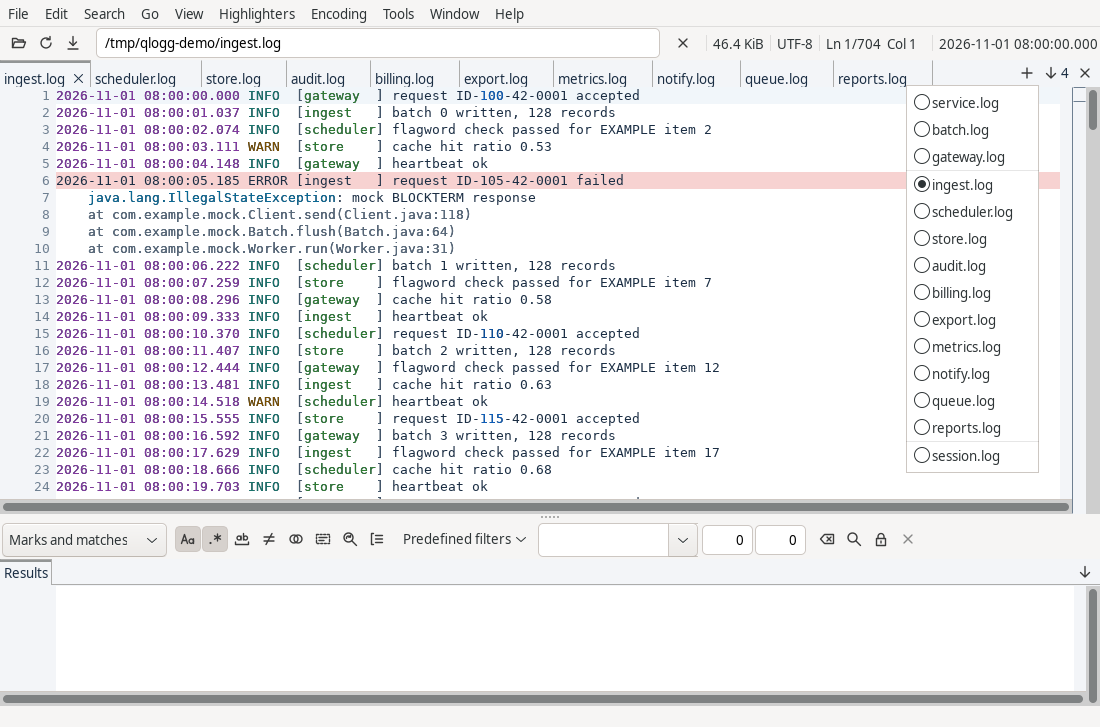 File Edit Search Go View Highlighters Encoding Tools Window Help
/tmp/qlogg-demo/ingest.log 46.4 KiB UTF-8 Ln 1/704 Col 1 2026-11-01 08:00:00.000
ingest.log scheduler.log store.log audit.log billing.log export.log metrics.log notify.log queue.log reports.log 4
1 2026-11-01 08:00:00.000 INFO [gateway ] request ID-100-42-0001 accepted
2 2026-11-01 08:00:01.037 INFO [ingest ] batch 0 written, 128 records
3 2026-11-01 08:00:02.074 INFO [scheduler] flagword check passed for EXAMPLE item 2
4 2026-11-01 08:00:03.111 WARN [store ] cache hit ratio 0.53
5 2026-11-01 08:00:04.148 INFO [gateway ] heartbeat ok
6 2026-11-01 08:00:05.185 ERROR [ingest ] request ID-105-42-0001 failed
7 java.lang.IllegalStateException: mock BLOCKTERM response
8 at com.example.mock.Client.send(Client.java:118)
9 at com.example.mock.Batch.flush(Batch.java:64)
10 at com.example.mock.Worker.run(Worker.java:31)
11 2026-11-01 08:00:06.222 INFO [scheduler] batch 1 written, 128 records
12 2026-11-01 08:00:07.259 INFO [store ] flagword check passed for EXAMPLE item 7
13 2026-11-01 08:00:08.296 INFO [gateway ] cache hit ratio 0.58
14 2026-11-01 08:00:09.333 INFO [ingest ] heartbeat ok
15 2026-11-01 08:00:10.370 INFO [scheduler] request ID-110-42-0001 accepted
16 2026-11-01 08:00:11.407 INFO [store ] batch 2 written, 128 records
17 2026-11-01 08:00:12.444 INFO [gateway ] flagword check passed for EXAMPLE item 12
18 2026-11-01 08:00:13.481 INFO [ingest ] cache hit ratio 0.63
19 2026-11-01 08:00:14.518 WARN [scheduler] heartbeat ok
20 2026-11-01 08:00:15.555 INFO [store ] request ID-115-42-0001 accepted
21 2026-11-01 08:00:16.592 INFO [gateway ] batch 3 written, 128 records
22 2026-11-01 08:00:17.629 INFO [ingest ] flagword check passed for EXAMPLE item 17
23 2026-11-01 08:00:18.666 INFO [scheduler] cache hit ratio 0.68
24 2026-11-01 08:00:19.703 INFO [store ] heartbeat ok
service.log
batch.log
gateway.log
ingest.log
scheduler.log
store.log
audit.log
billing.log
export.log
metrics.log
notify.log
queue.log
reports.log
session.log
Marks and matches Aa .* ab Predefined filters 0 0
Results